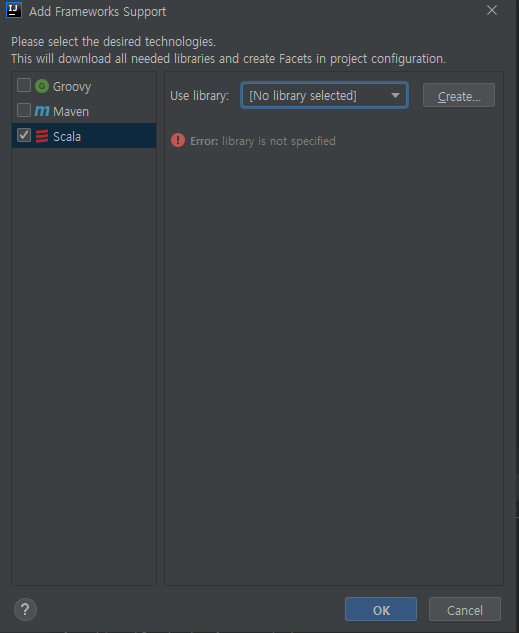 Add Frameworks Support
Please select the desired technologies.
This will download all needed libraries and create Facets in project configuration.
Groovy
Maven
Scala
Use library: [No library selected] Create...
Error: library is not specified
? OK Cancel